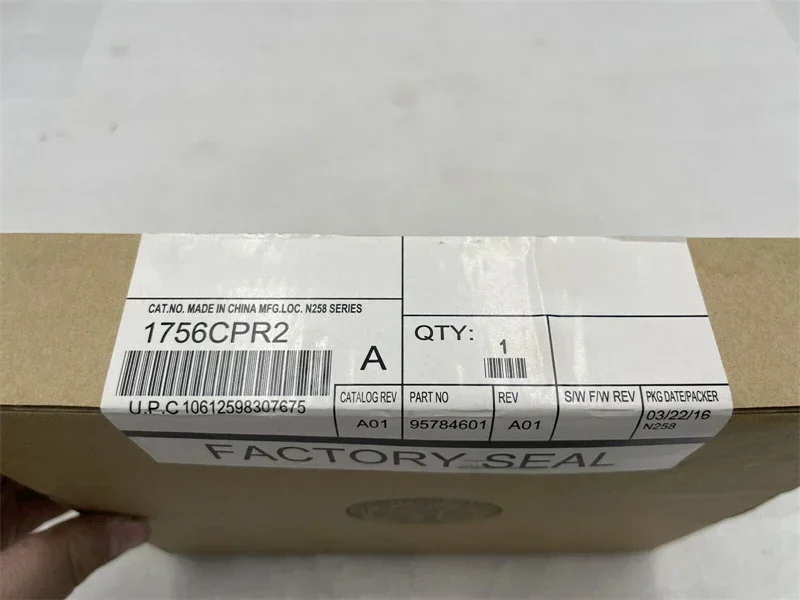 CAT.NO. MADE IN CHINA MFG.LOC. N258 SERIES
1756CPR2
A
QTY: 1
U.P.C 10612598307675
CATALOG REV
A01
PART NO
95784601
REV
A01
S/W F/W REV
PKG DATE/PACKER
03/22/16
N258
FACTORY SEAL